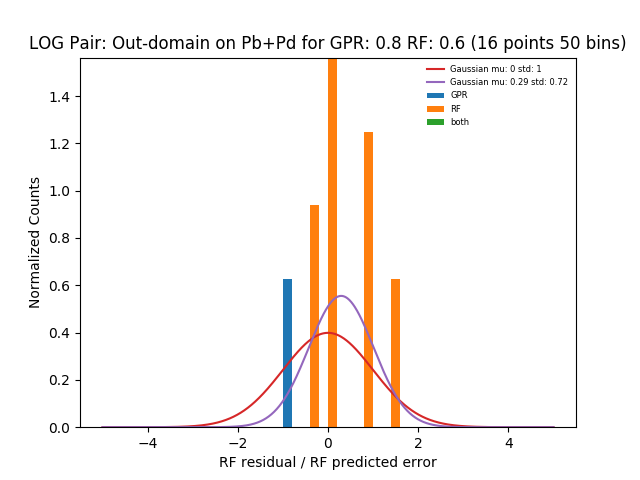 LOG Pair: Out-domain on Pb+Pd for GPR: 0.8 RF: 0.6 (16 points 50 bins)
Gaussian mu: 0 std: 1
Gaussian mu: 0.29 std: 0.72
GPR
RF
both
Normalized Counts
1.4
1.2
1.0
0.8
0.6
0.4
0.2
0.0
−4 −2 0 2 4
RF residual / RF predicted error